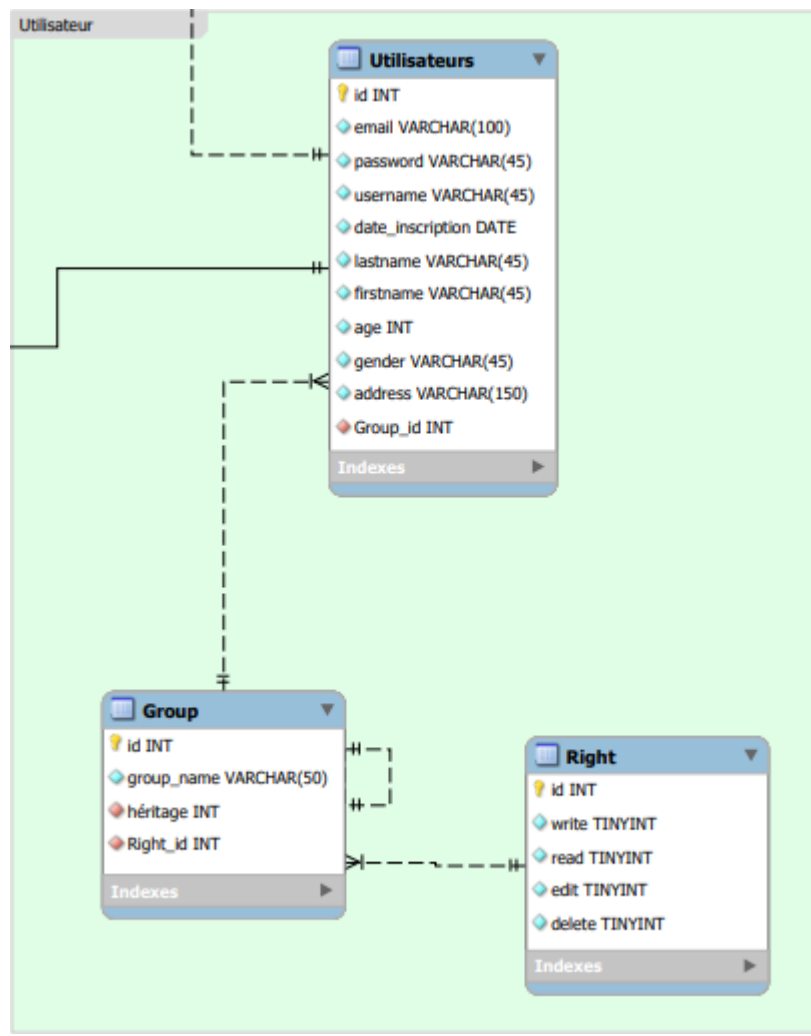 Utilisateur
Utilisateurs
id INT
email VARCHAR(100)
password VARCHAR(45)
username VARCHAR(45)
date_inscription DATE
lastname VARCHAR(45)
firstname VARCHAR(45)
age INT
gender VARCHAR(45)
address VARCHAR(150)
Group_id INT
Indexes
Group
id INT
group_name VARCHAR(50)
héritage INT
Right_id INT
Indexes
Right
id INT
write TINYINT
read TINYINT
edit TINYINT
delete TINYINT
Indexes